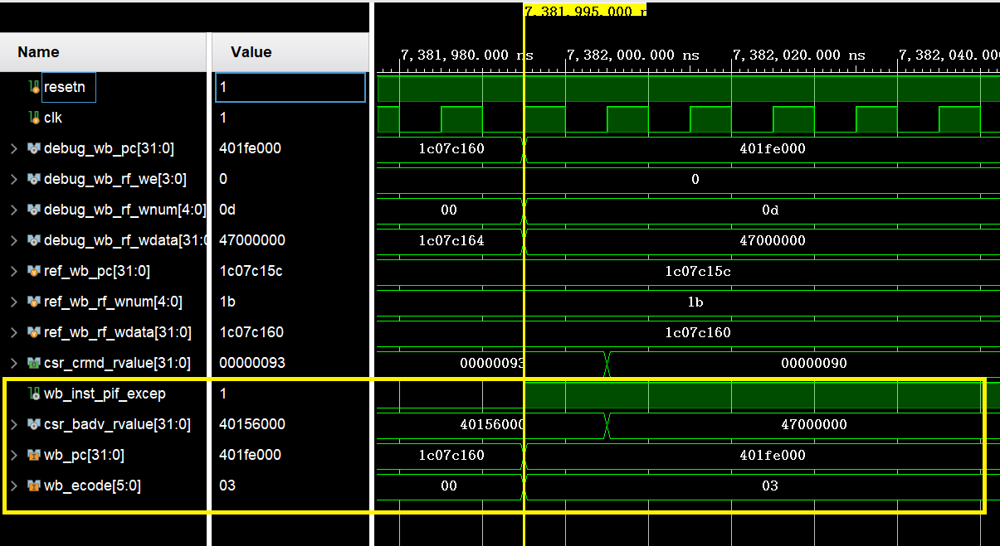 7,381,995.000 n
Name Value 7,381,980.000 ns 7,382,000.000 ns 7,382,020.000 ns 7,382,040.00
resetn 1
clk 1
debug_wb_pc[31:0] 401fe000 1c07c160 401fe000
debug_wb_rf_we[3:0] 0 0
debug_wb_rf_wnum[4:0] 0d 00 0d
debug_wb_rf_wdata[31:0 47000000 1c07c164 47000000
ref_wb_pc[31:0] 1c07c15c 1c07c15c
ref_wb_rf_wnum[4:0] 1b 1b
ref_wb_rf_wdata[31:0] 1c07c160 1c07c160
csr_crmd_rvalue[31:0] 00000093 00000093 00000090
wb_inst_pif_excep 1
csr_badv_rvalue[31:0] 40156000 40156000 47000000
wb_pc[31:0] 401fe000 1c07c160 401fe000
wb_ecode[5:0] 03 00 03